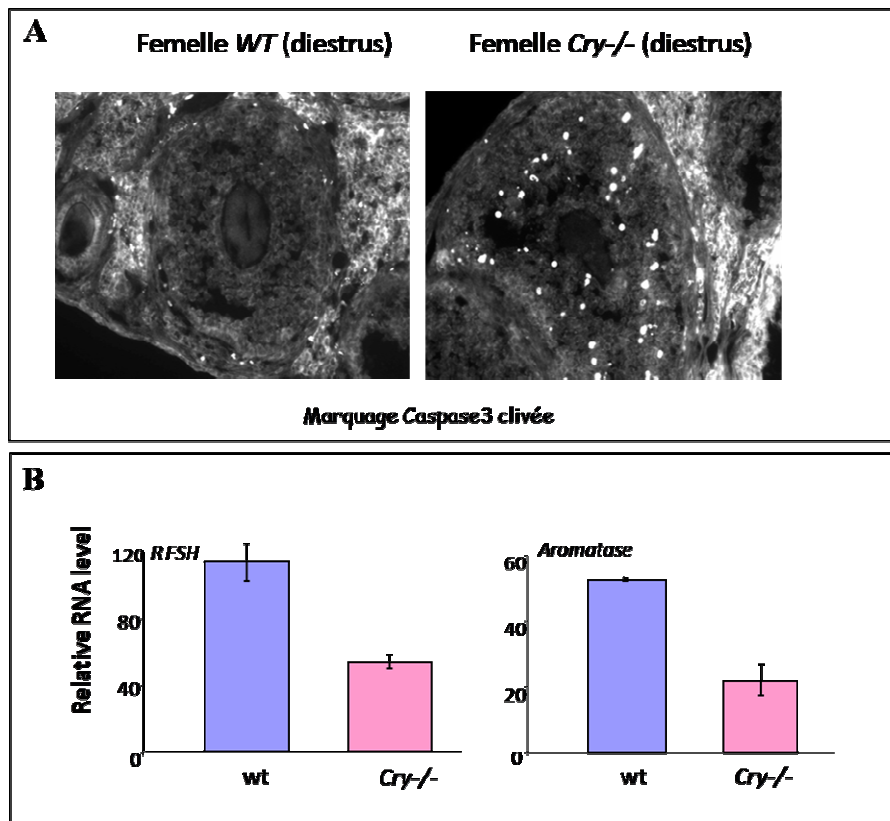 A
Femelle WT (diestrus)
Femelle Cry-/- (diestrus)
Marquage Caspase3 clivée
B
Relative RNA level
120
80
40
0
RFSH
wt
Cry-/-
60
40
20
0
Aromatase
wt
Cry-/-